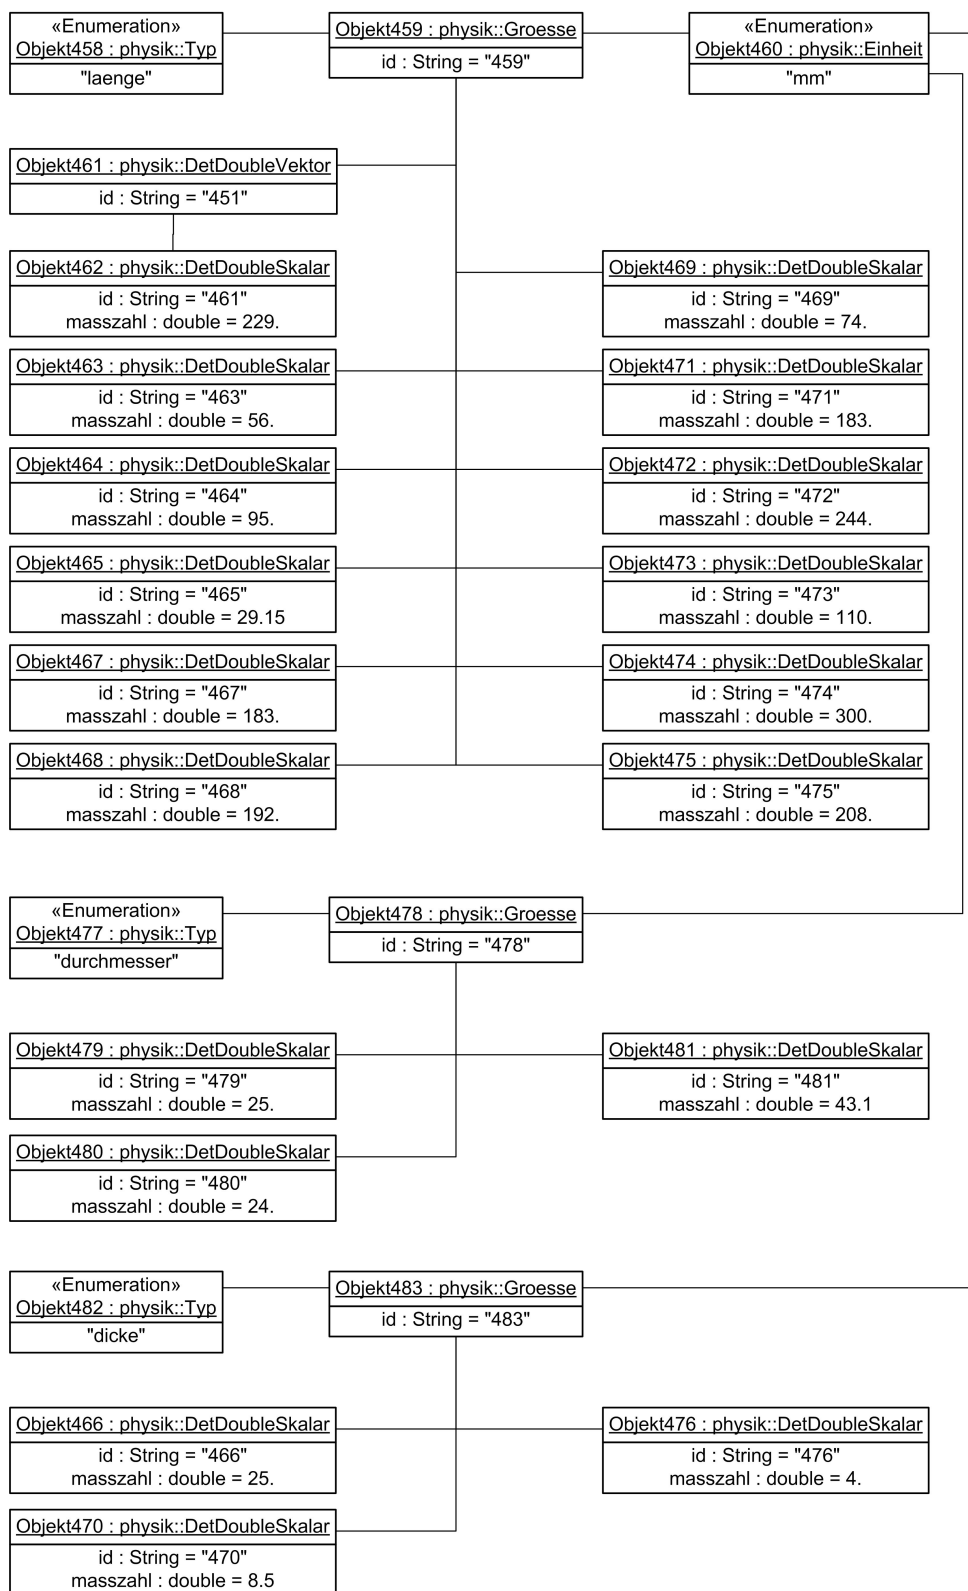 «Enumeration»
Objekt458 : physik::Typ
"laenge"
Objekt459 : physik::Groesse
id : String = "459"
«Enumeration»
Objekt460 : physik::Einheit
"mm"
Objekt461 : physik::DetDoubleVektor
id : String = "451"
Objekt462 : physik::DetDoubleSkalar
id : String = "461"
masszahl : double = 229.
Objekt469 : physik::DetDoubleSkalar
id : String = "469"
masszahl : double = 74.
Objekt463 : physik::DetDoubleSkalar
id : String = "463"
masszahl : double = 56.
Objekt471 : physik::DetDoubleSkalar
id : String = "471"
masszahl : double = 183.
Objekt464 : physik::DetDoubleSkalar
id : String = "464"
masszahl : double = 95.
Objekt472 : physik::DetDoubleSkalar
id : String = "472"
masszahl : double = 244.
Objekt465 : physik::DetDoubleSkalar
id : String = "465"
masszahl : double = 29.15
Objekt473 : physik::DetDoubleSkalar
id : String = "473"
masszahl : double = 110.
Objekt467 : physik::DetDoubleSkalar
id : String = "467"
masszahl : double = 183.
Objekt474 : physik::DetDoubleSkalar
id : String = "474"
masszahl : double = 300.
Objekt468 : physik::DetDoubleSkalar
id : String = "468"
masszahl : double = 192.
Objekt475 : physik::DetDoubleSkalar
id : String = "475"
masszahl : double = 208.
«Enumeration»
Objekt477 : physik::Typ
"durchmesser"
Objekt478 : physik::Groesse
id : String = "478"
Objekt479 : physik::DetDoubleSkalar
id : String = "479"
masszahl : double = 25.
Objekt481 : physik::DetDoubleSkalar
id : String = "481"
masszahl : double = 43.1
Objekt480 : physik::DetDoubleSkalar
id : String = "480"
masszahl : double = 24.
«Enumeration»
Objekt482 : physik::Typ
"dicke"
Objekt483 : physik::Groesse
id : String = "483"
Objekt466 : physik::DetDoubleSkalar
id : String = "466"
masszahl : double = 25.
Objekt476 : physik::DetDoubleSkalar
id : String = "476"
masszahl : double = 4.
Objekt470 : physik::DetDoubleSkalar
id : String = "470"
masszahl : double = 8.5